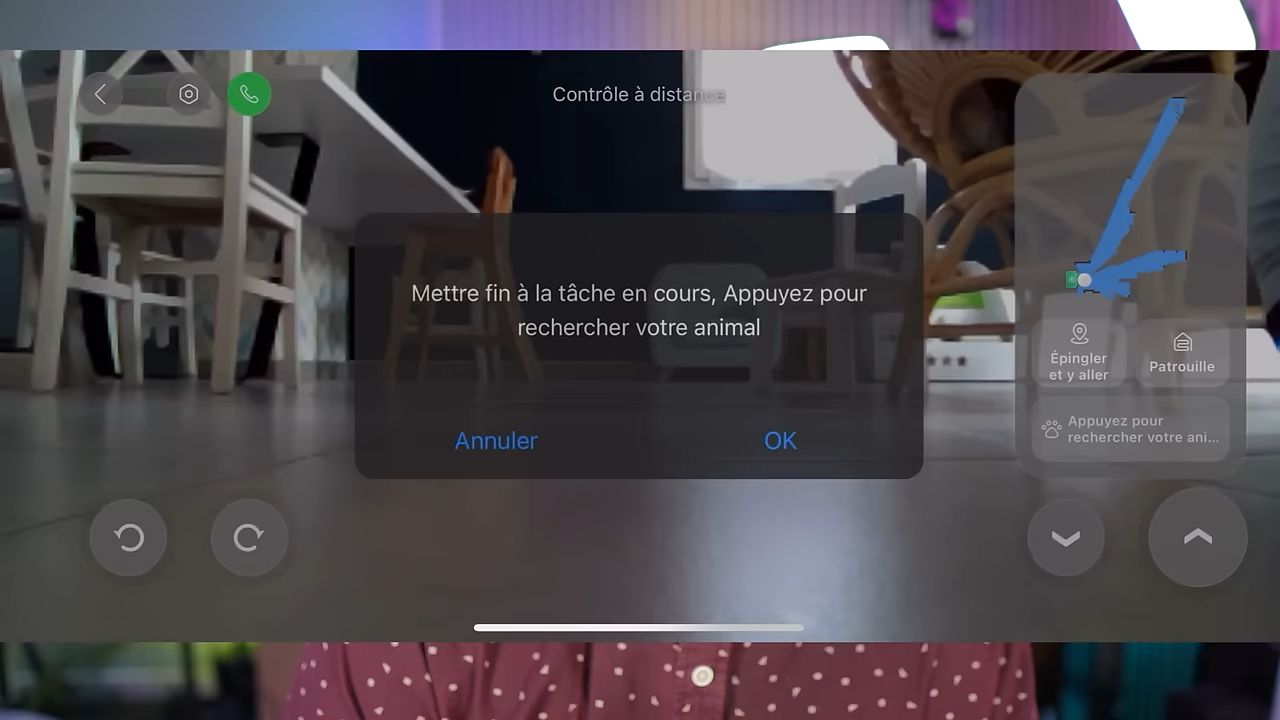 Contrôle à distance
Mettre fin à la tâche en cours, Appuyez pour
rechercher votre animal
Annuler
OK
Épingler
et y aller
Patrouille
Appuyez pour
rechercher votre ani...